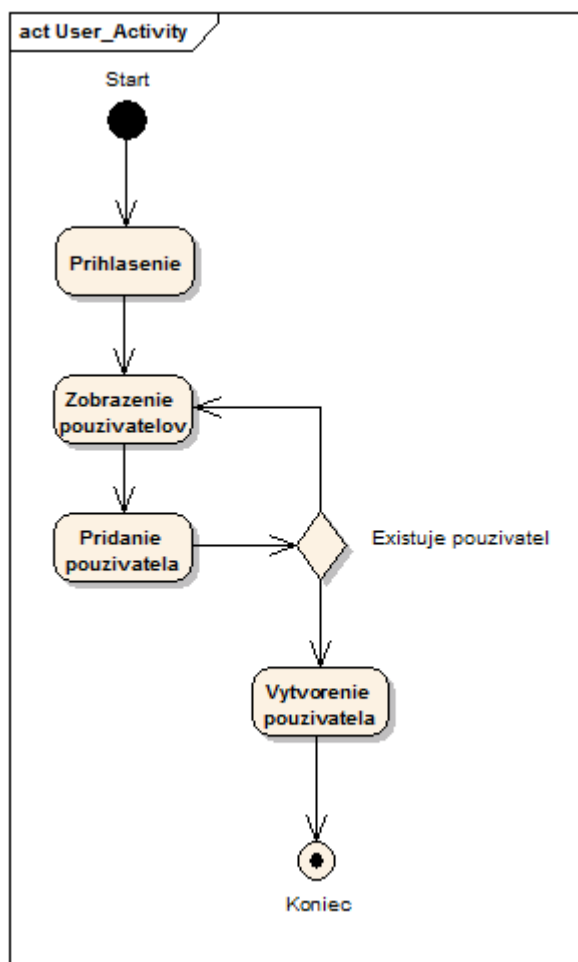 act User_Activity
Start
Prihlasenie
Zobrazenie
pouzivatelov
Pridanie
pouzivatela
Existuje pouzivatel
Vytvorenie
pouzivatela
Koniec